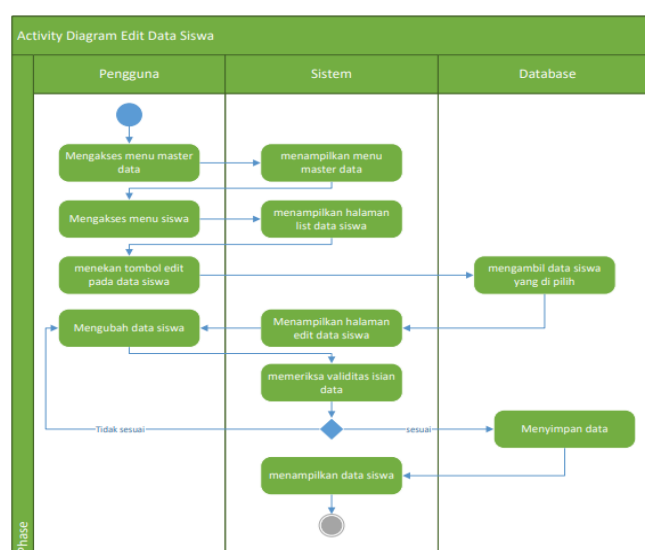 Activity Diagram Edit Data Siswa
Pengguna
Sistem
Database
Mengakses menu master
data
menampilkan menu
master data
Mengakses menu siswa
menampilkan halaman
list data siswa
menekan tombol edit
pada data siswa
mengambil data siswa
yang di pilih
Mengubah data siswa
Menampilkan halaman
edit data siswa
memeriksa validitas isian
data
Tidak sesuai
sesuai
Menyimpan data
menampilkan data siswa
Phase